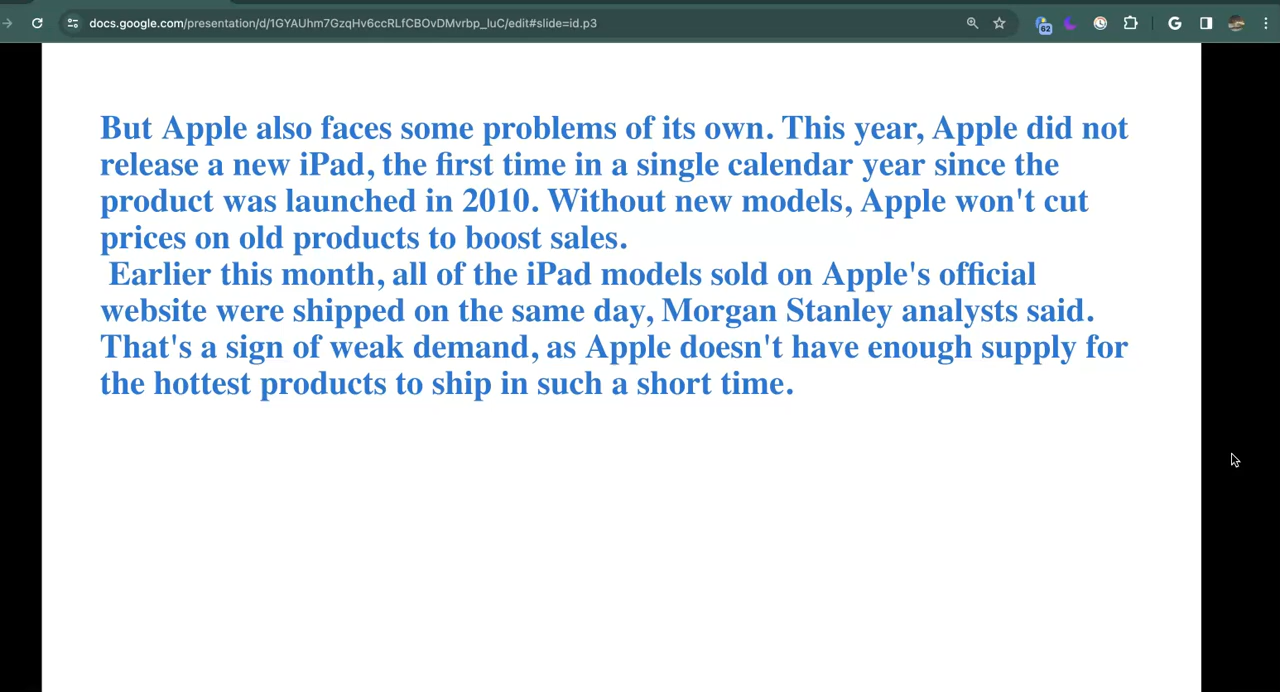 docs.google.com/presentation/d/1GYAUhm7GzqHv6ccRLfCBOvDMvrbp_luC/edit#slide=id.p3
62
G
But Apple also faces some problems of its own. This year, Apple did not
release a new iPad, the first time in a single calendar year since the
product was launched in 2010. Without new models, Apple won't cut
prices on old products to boost sales.
Earlier this month, all of the iPad models sold on Apple's official
website were shipped on the same day, Morgan Stanley analysts said.
That's a sign of weak demand, as Apple doesn't have enough supply for
the hottest products to ship in such a short time.